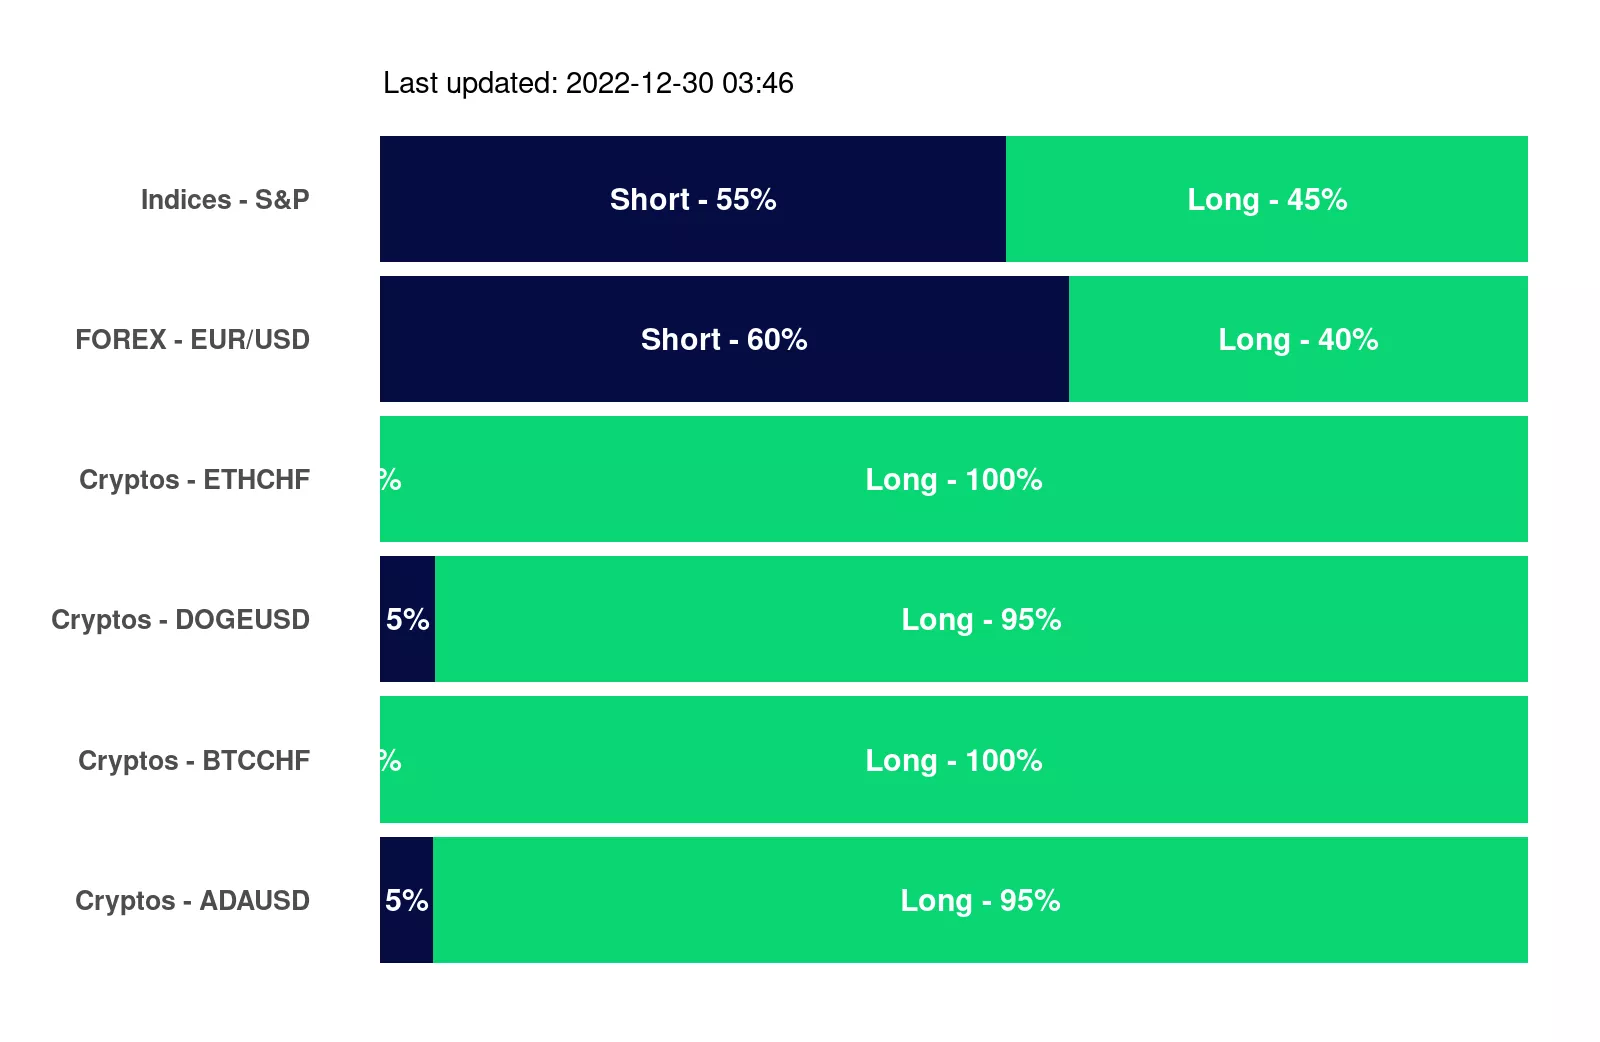 Last updated: 2022-12-30 03:46
Indices - S&P Short - 55% Long - 45%
FOREX - EUR/USD Short - 60% Long - 40%
Cryptos - ETHCHF % Long - 100%
Cryptos - DOGEUSD 5% Long - 95%
Cryptos - BTCCHF % Long - 100%
Cryptos - ADAUSD 5% Long - 95%